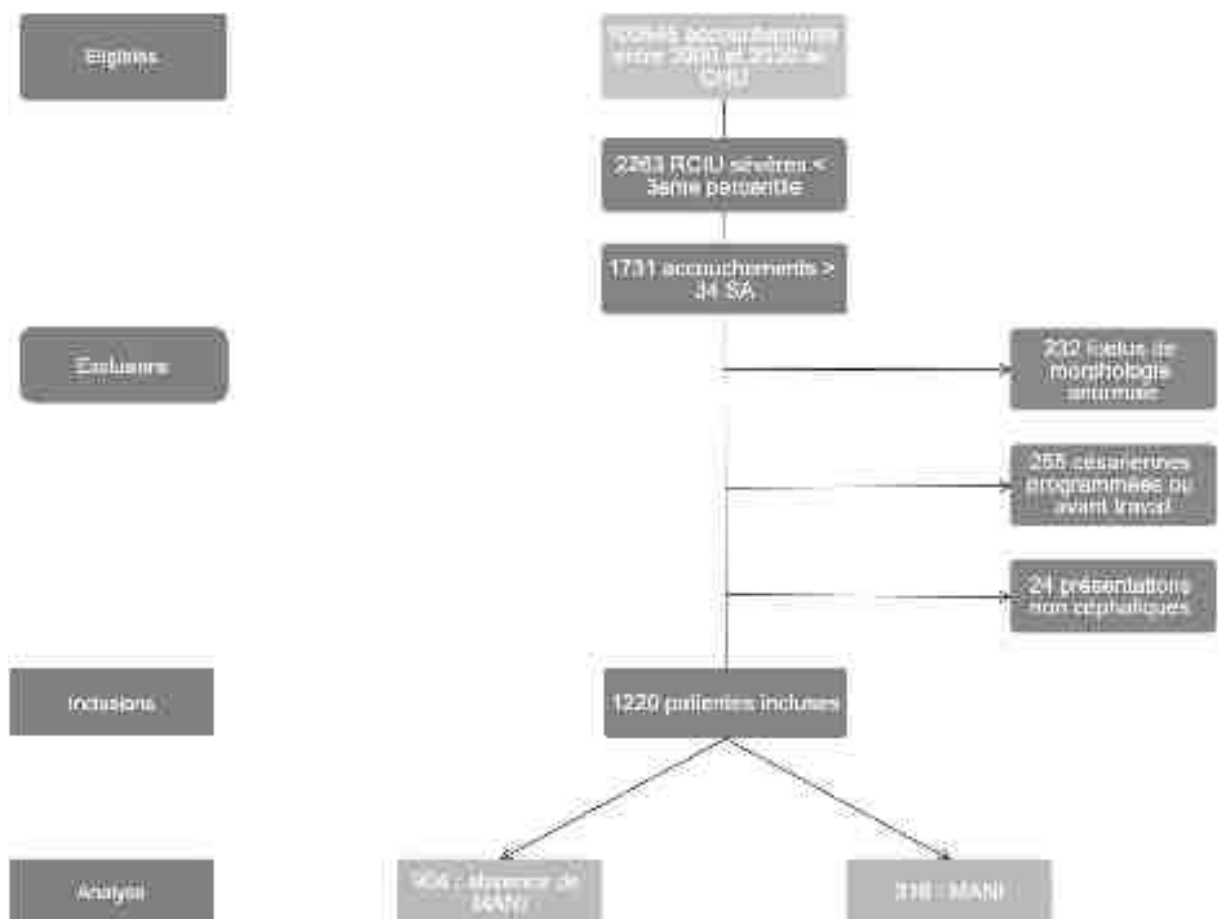 Eligibles
accouchements
entre 2000 et 2020 au
CHU
2263 RCIU sévères <
3ème percentile
1731 accouchements >
34 SA
Exclusions
232 foetus de
morphologie
anormale
255 césariennes
programmées ou
avant travail
24 présentations
non céphaliques
Inclusions
1220 patientes incluses
Analyse
904 : absence de
MANI
316 : MANI